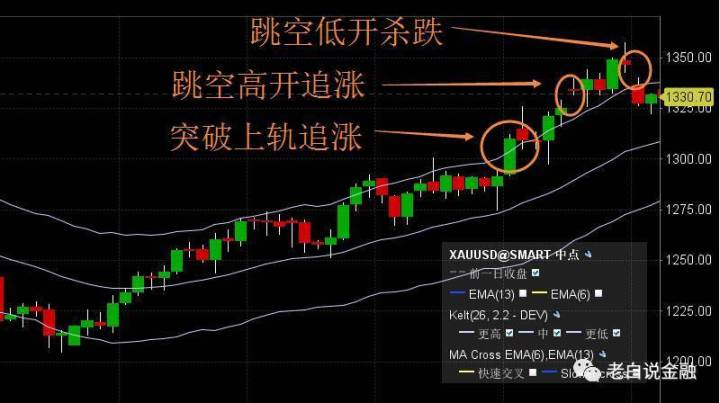 跳空低开杀跌
跳空高开追涨
突破上轨追涨
1350.00
1330.70
1325.00
1300.00
1275.00
1250.00
1225.00
1200.00
XAUUSD@SMART 中点
前一日收盘
EMA(13) EMA(6)
Kelt(26, 2.2 - DEV)
更高 中 更低
MA Cross EMA(6),EMA(13)
快速交叉
老白说金融